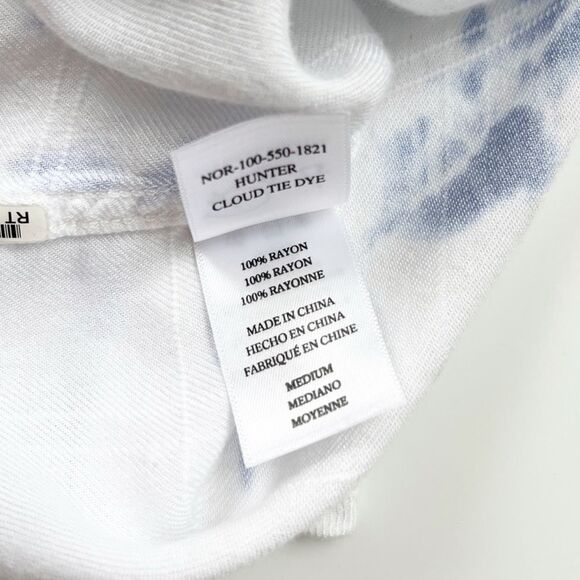 NOR-100-550-1821
HUNTER
CLOUD TIE DYE
RT
100% RAYON
100% RAYON
100% RAYONNE
MADE IN CHINA
HECHO EN CHINA
FABRIQUÉ EN CHINE
MEDIUM
MEDIANO
MOYENNE